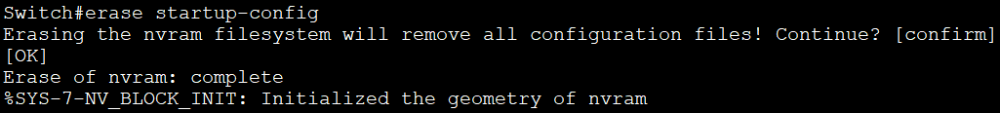 Switch#erase startup-config
Erasing the nvram filesystem will remove all configuration files! Continue? [confirm]
[OK]
Erase of nvram: complete
%SYS-7-NV_BLOCK_INIT: Initialized the geometry of nvram